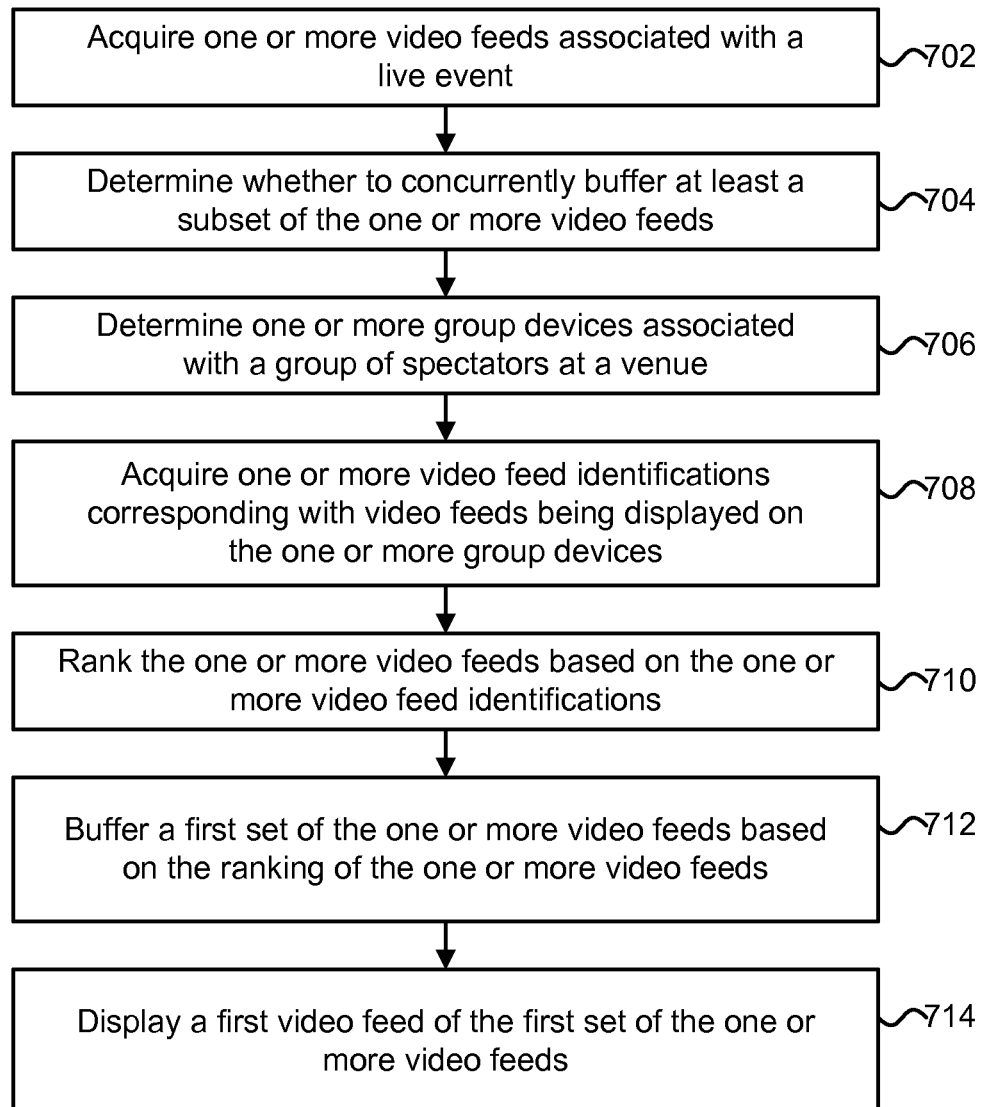 Acquire one or more video feeds associated with a
live event
702
Determine whether to concurrently buffer at least a
subset of the one or more video feeds
704
Determine one or more group devices associated
with a group of spectators at a venue
706
Acquire one or more video feed identifications
corresponding with video feeds being displayed on
the one or more group devices
708
Rank the one or more video feeds based on the one or
more video feed identifications
710
Buffer a first set of the one or more video feeds based
on the ranking of the one or more video feeds
712
Display a first video feed of the first set of the one or
more video feeds
714